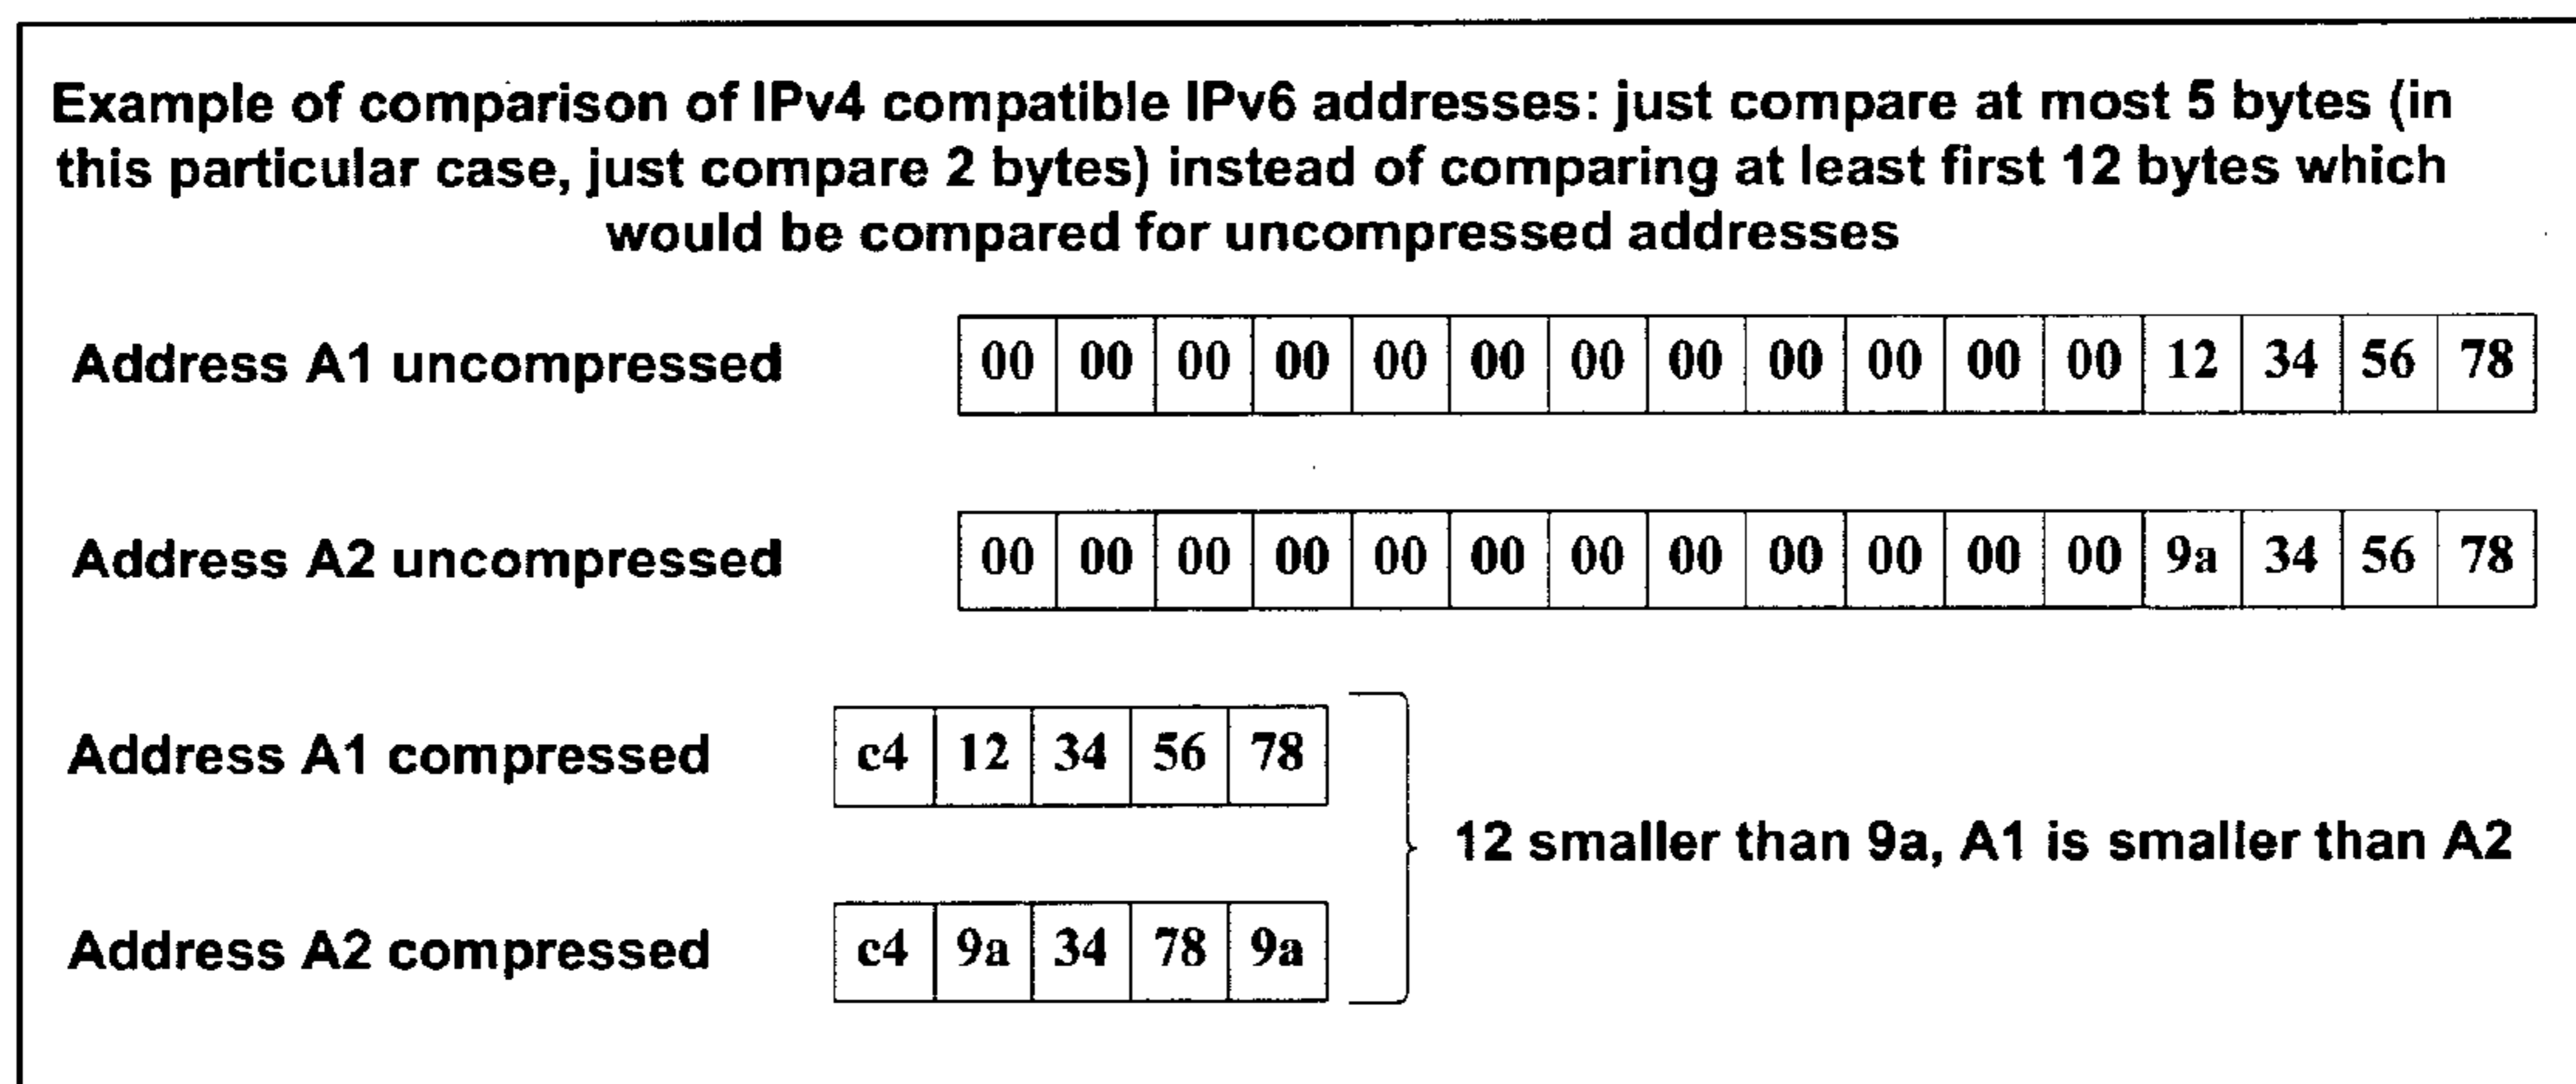 Example of comparison of IPv4 compatible IPv6 addresses: just compare at most 5 bytes (in
this particular case, just compare 2 bytes) instead of comparing at least first 12 bytes which
would be compared for uncompressed addresses
Address A1 uncompressed 00 00 00 00 00 00 00 00 00 00 00 00 12 34 56 78
Address A2 uncompressed 00 00 00 00 00 00 00 00 00 00 00 00 9a 34 56 78
Address A1 compressed c4 12 34 56 78
12 smaller than 9a, A1 is smaller than A2
Address A2 compressed c4 9a 34 78 9a